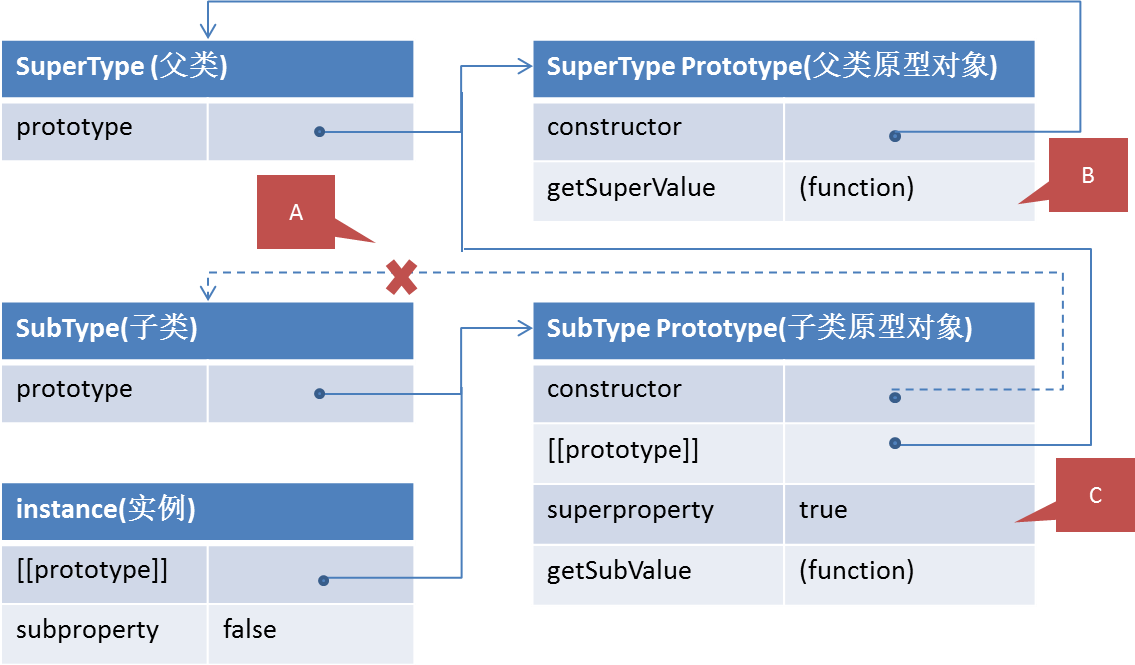 SuperType (父类)
prototype
SuperType Prototype(父类原型对象)
constructor
getSuperValue (function)
B
A
SubType(子类)
prototype
SubType Prototype(子类原型对象)
constructor
[[prototype]]
superproperty true
getSubValue (function)
C
instance(实例)
[[prototype]]
subproperty false